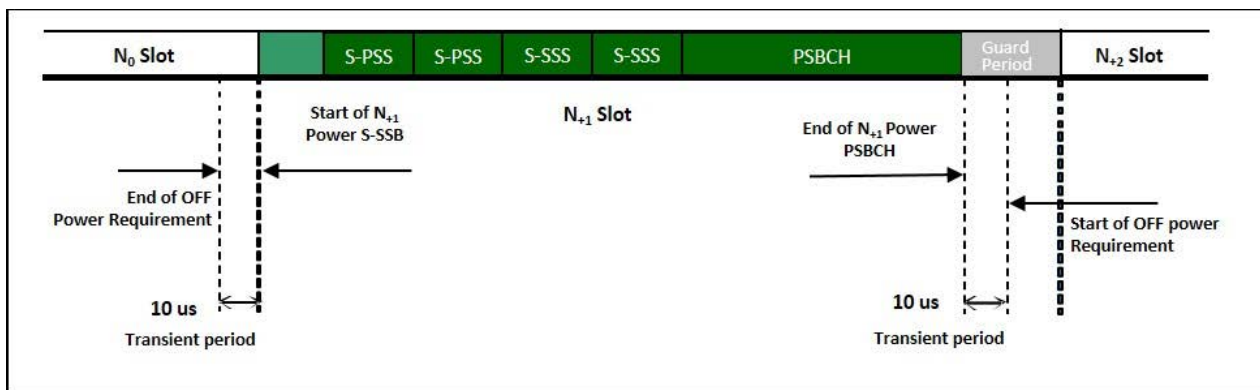 N₀ Slot
S-PSS
S-PSS
S-SSS
S-SSS
PSBCH
Guard
Period
N₊₂ Slot
Start of N₊₁
Power S-SSB
N₊₁ Slot
End of N₊₁ Power
PSBCH
End of OFF
Power Requirement
Start of OFF power
Requirement
10 us
Transient period
10 us
Transient period